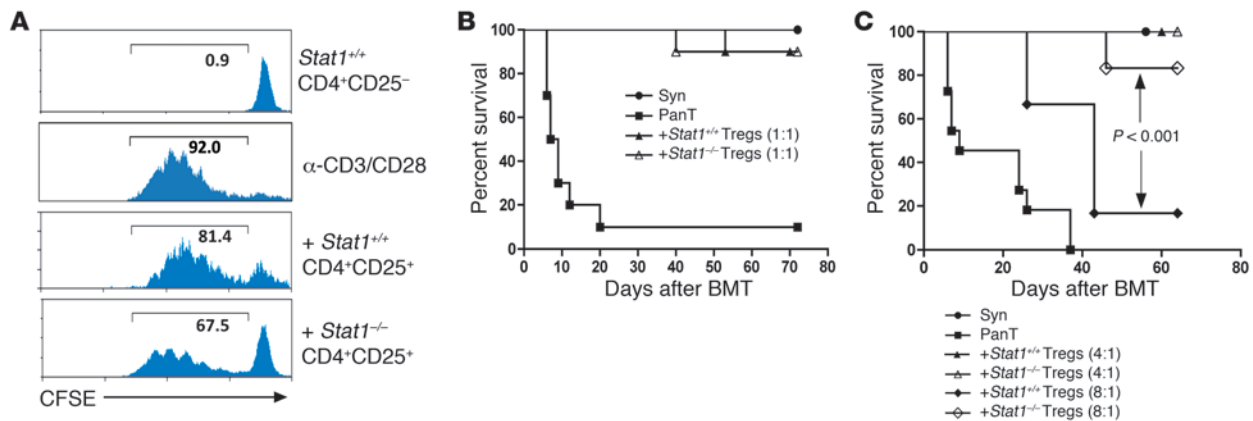 A
0.9
Stat1+/+
CD4+CD25−
92.0
α-CD3/CD28
81.4
+ Stat1+/+
CD4+CD25+
67.5
+ Stat1−/−
CD4+CD25+
CFSE
B
Percent survival
100
80
60
40
20
0
Syn
PanT
+Stat1+/+ Tregs (1:1)
+Stat1−/− Tregs (1:1)
0 10 20 30 40 50 60 70 80
Days after BMT
C
Percent survival
100
80
60
40
20
0
P < 0.001
0 20 40 60 80
Days after BMT
Syn
PanT
+Stat1+/+ Tregs (4:1)
+Stat1−/− Tregs (4:1)
+Stat1+/+ Tregs (8:1)
+Stat1−/− Tregs (8:1)